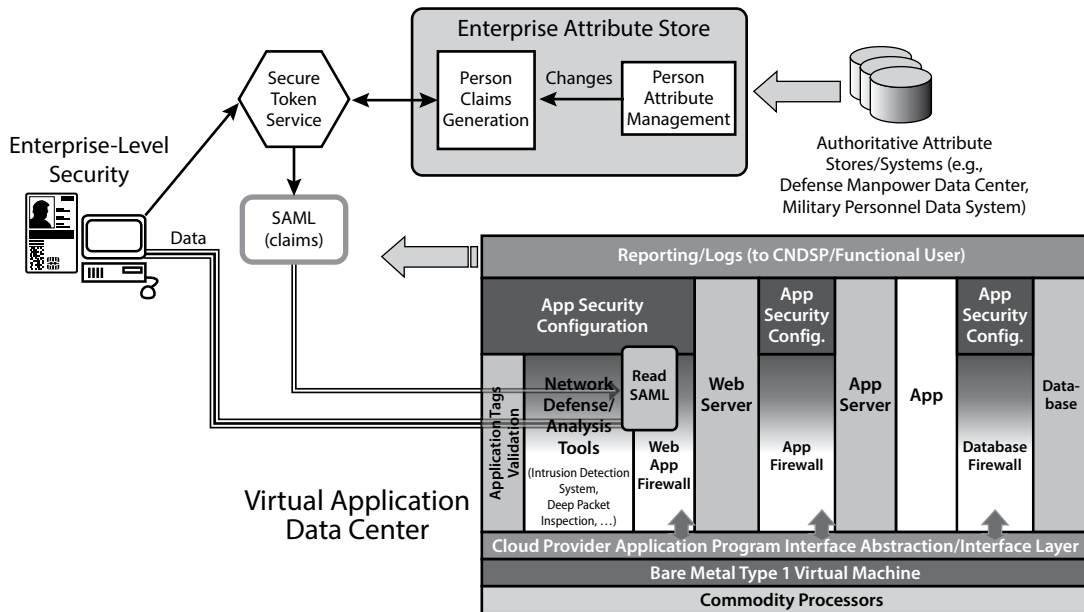 Enterprise Attribute Store
Secure
Token
Service
Person
Claims
Generation
Changes
Person
Attribute
Management
Authoritative Attribute
Stores/Systems (e.g.,
Defense Manpower Data Center,
Military Personnel Data System)
Enterprise-Level
Security
Data
SAML
(claims)
Reporting/Logs (to CNDSP/Functional User)
App Security
Configuration
App
Security
Config.
App
Security
Config.
Application Tags
Validation
Network
Defense/
Analysis
Tools
(Intrusion Detection
System,
Deep Packet
Inspection, …)
Read
SAML
Web
App
Firewall
Web
Server
App
Firewall
App
Server
App
Database
Firewall
Data-
base
Virtual Application
Data Center
Cloud Provider Application Program Interface Abstraction/Interface Layer
Bare Metal Type 1 Virtual Machine
Commodity Processors